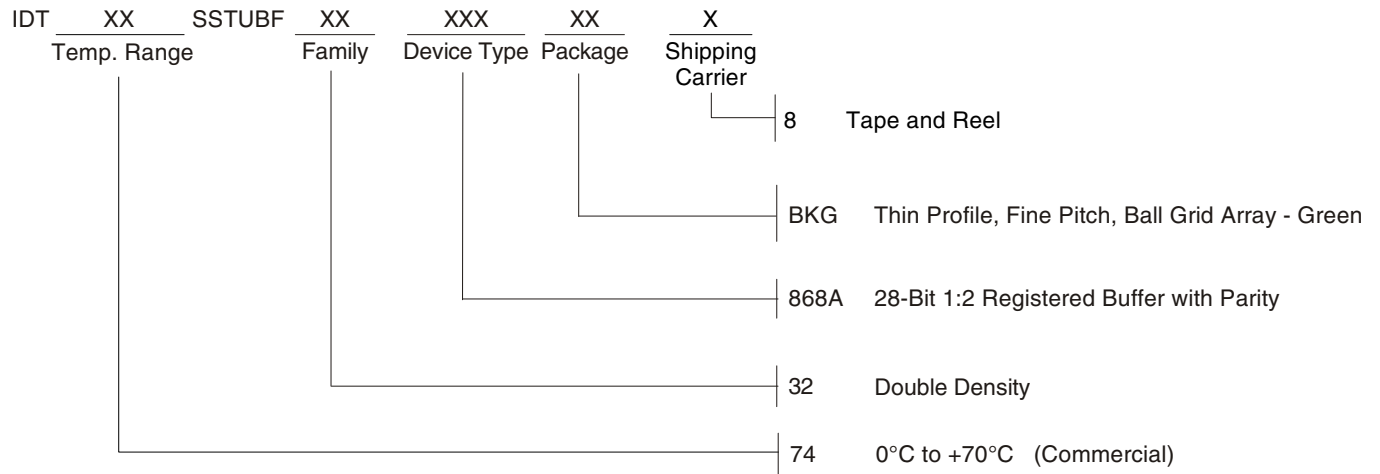 IDT XX SSTUBF XX XXX XX X
Temp. Range Family Device Type Package Shipping
Carrier
8 Tape and Reel
BKG Thin Profile, Fine Pitch, Ball Grid Array - Green
868A 28-Bit 1:2 Registered Buffer with Parity
32 Double Density
74 0°C to +70°C (Commercial)